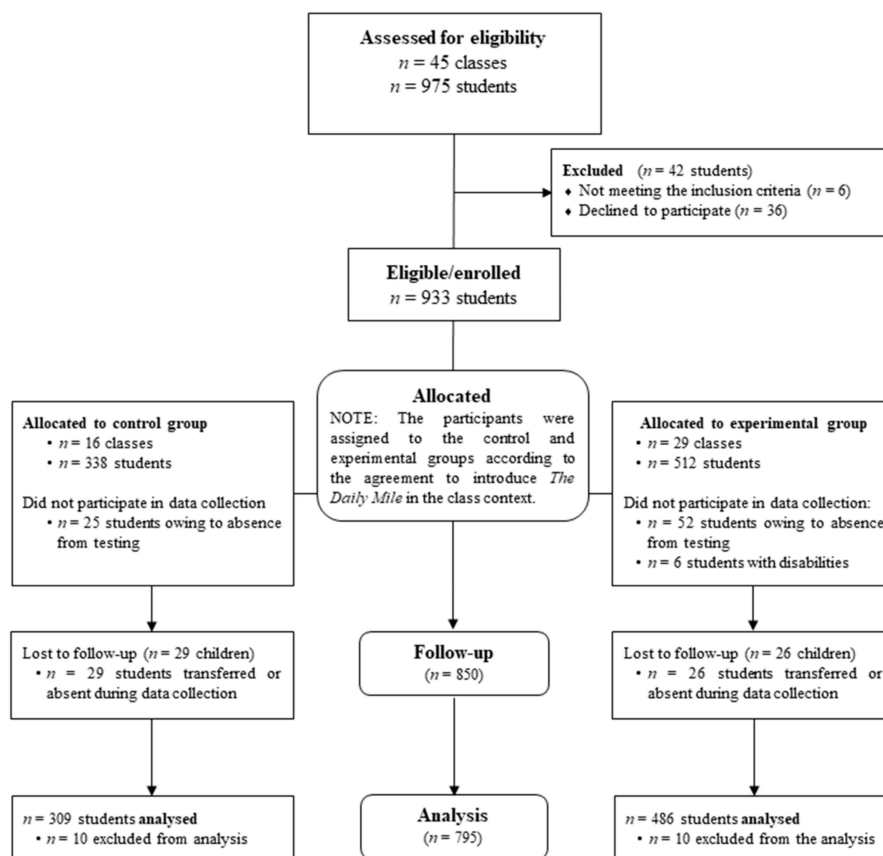 Assessed for eligibility
n = 45 classes
n = 975 students
Excluded (n = 42 students)
♦ Not meeting the inclusion criteria (n = 6)
♦ Declined to participate (n = 36)
Eligible/enrolled
n = 933 students
Allocated
NOTE: The participants were
assigned to the control and
experimental groups according to
the agreement to introduce The
Daily Mile in the class context.
Allocated to control group
• n = 16 classes
• n = 338 students
Did not participate in data collection
• n = 25 students owing to absence
from testing
Allocated to experimental group
• n = 29 classes
• n = 512 students
Did not participate in data collection:
• n = 52 students owing to absence
from testing
• n = 6 students with disabilities
Lost to follow-up (n = 29 children)
• n = 29 students transferred or
absent during data collection
Follow-up
(n = 850)
Lost to follow-up (n = 26 children)
• n = 26 students transferred or
absent during data collection
n = 309 students analysed
• n = 10 excluded from analysis
Analysis
(n = 795)
n = 486 students analysed
• n = 10 excluded from the analysis